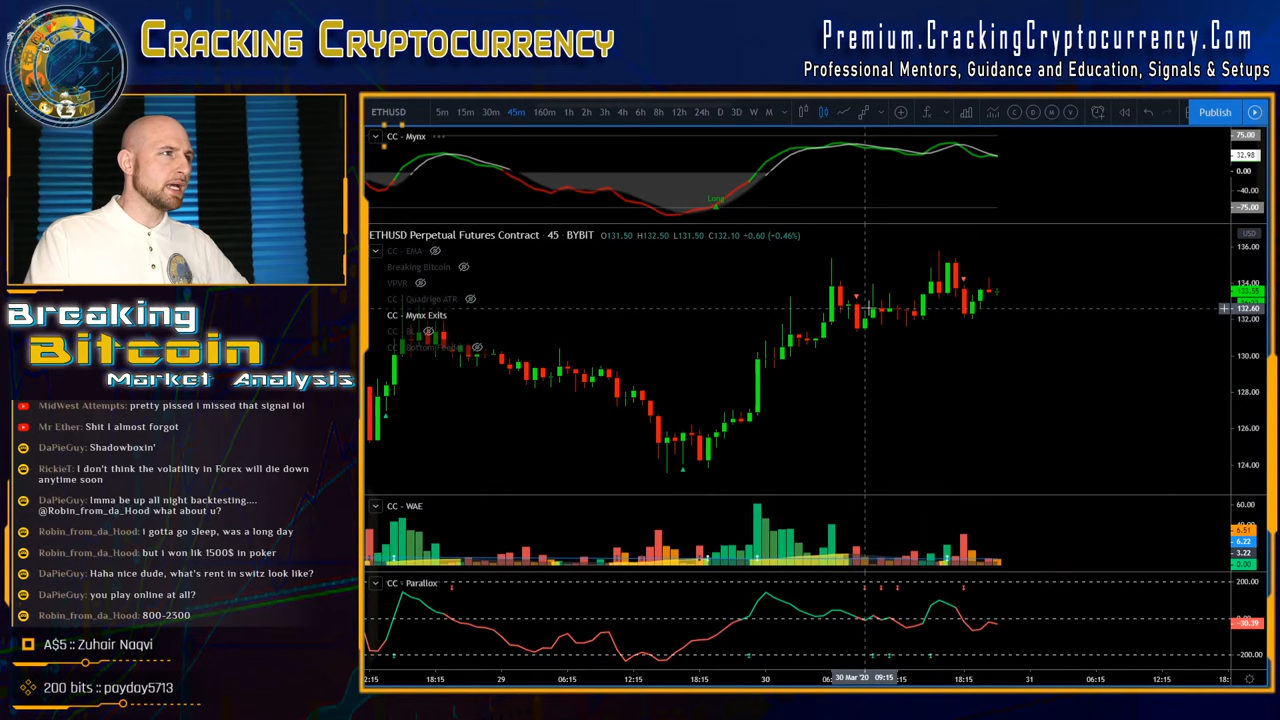 Cracking Cryptocurrency
Premium.CrackingCryptocurrency.Com
Professional Mentors, Guidance and Education, Signals & Setups
ETHUSD 5m 15m 30m 45m 160m 1h 2h 3h 4h 6h 8h 12h 24h D 3D W M Publish
CC - Mynx
75.00
32.98
0.00
-40.00
-75.00
Long
ETHUSD Perpetual Futures Contract · 45 · BYBIT O131.50 H132.50 L131.50 C132.10 +0.60 (+0.46%)
USD
CC - EMA
Breaking Bitcoin
VPVR
CC - Quadrigo ATR
CC - Mynx Exits
136.00
134.00
133.55
132.60
132.00
130.00
128.00
126.00
124.00
Breaking
Bitcoin
Market Analysis
MidWest Attempts: pretty pissed i missed that signal lol
Mr Ether: Shit I almost forgot
DaPieGuy: Shadowboxin'
RickieT: I don't think the volatility in Forex will die down
anytime soon
DaPieGuy: Imma be up all night backtesting....
@Robin_from_da_Hood what about u?
Robin_from_da_Hood: i gotta go sleep, was a long day
Robin_from_da_Hood: but i won lik 1500$ in poker
DaPieGuy: Haha nice dude, what's rent in switz look like?
DaPieGuy: you play online at all?
Robin_from_da_Hood: 800-2300
A$5 :: Zuhair Naqvi
200 bits :: payday5713
CC - WAE
60.00
6.51
6.22
3.22
0.00
CC - Parallox
200.00
-30.39
-200.00
2:15 18:15 29 06:15 12:15 18:15 30 06: 30 Mar '20 09:15 :15 18:15 31 06:15 12:15 18: